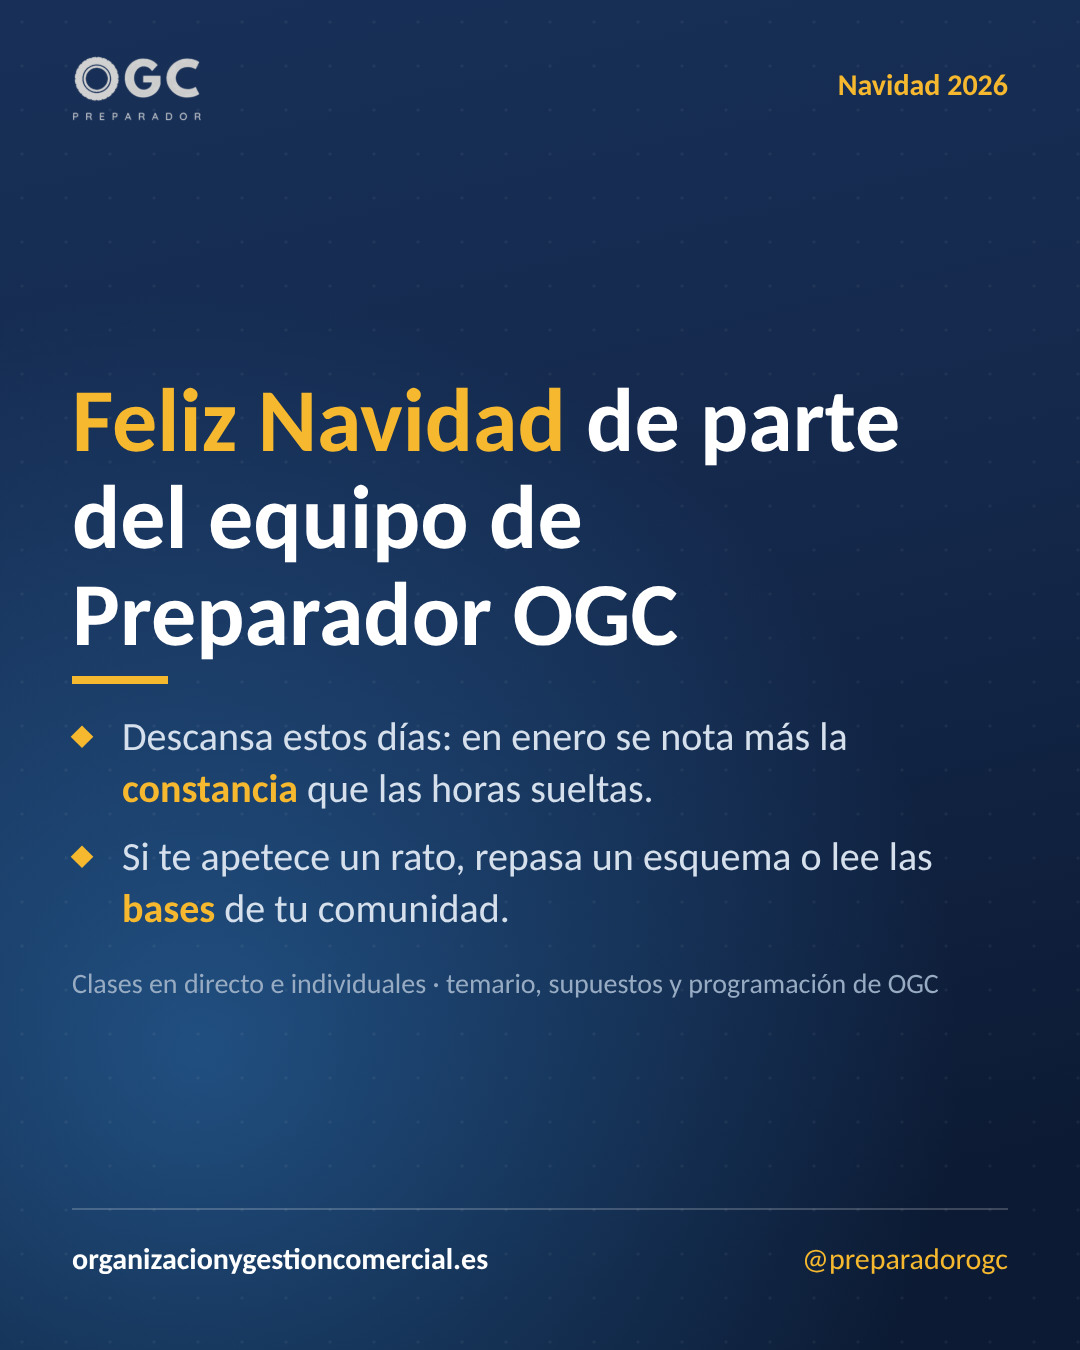 OGC
PREPARADOR
Navidad 2026
Feliz Navidad de parte
del equipo de
Preparador OGC
Descansa estos días: en enero se nota más la
constancia que las horas sueltas.
Si te apetece un rato, repasa un esquema o lee las
bases de tu comunidad.
Clases en directo e individuales · temario, supuestos y programación de OGC
organizacionygestioncomercial.es
@preparadorogc